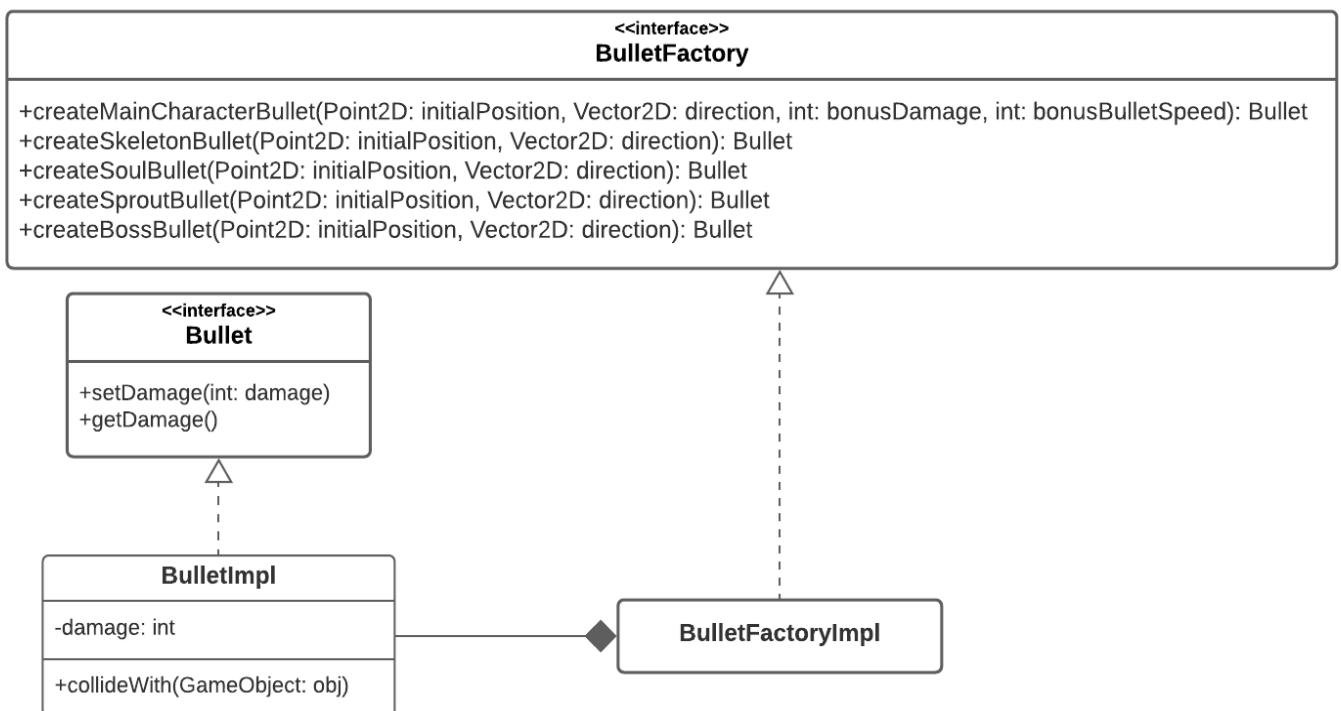 <<interface>>
BulletFactory
+createMainCharacterBullet(Point2D: initialPosition, Vector2D: direction, int: bonusDamage, int: bonusBulletSpeed): Bullet
+createSkeletonBullet(Point2D: initialPosition, Vector2D: direction): Bullet
+createSoulBullet(Point2D: initialPosition, Vector2D: direction): Bullet
+createSproutBullet(Point2D: initialPosition, Vector2D: direction): Bullet
+createBossBullet(Point2D: initialPosition, Vector2D: direction): Bullet
<<interface>>
Bullet
+setDamage(int: damage)
+getDamage()
BulletImpl
-damage: int
+collideWith(GameObject: obj)
BulletFactoryImpl